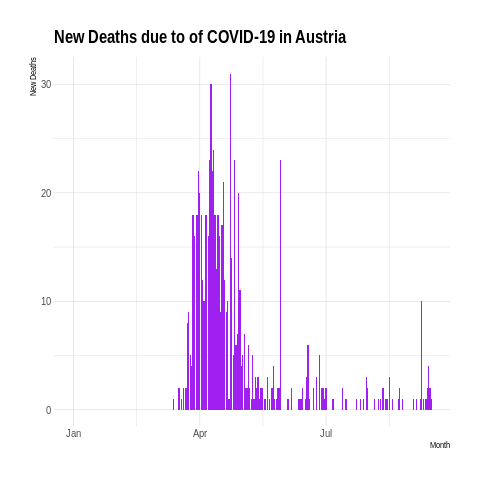 New Deaths due to of COVID-19 in Austria
New Deaths
30
20
10
0
Jan Apr Jul
Month